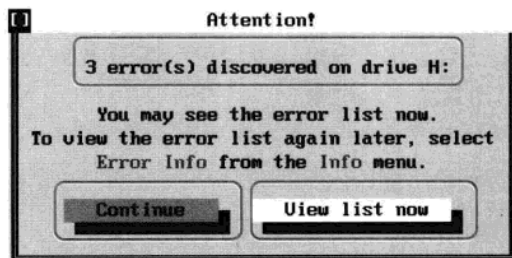 Attention!
3 error(s) discovered on drive H:
You may see the error list now.
To view the error list again later, select
Error Info from the Info menu.
Continue
View list now